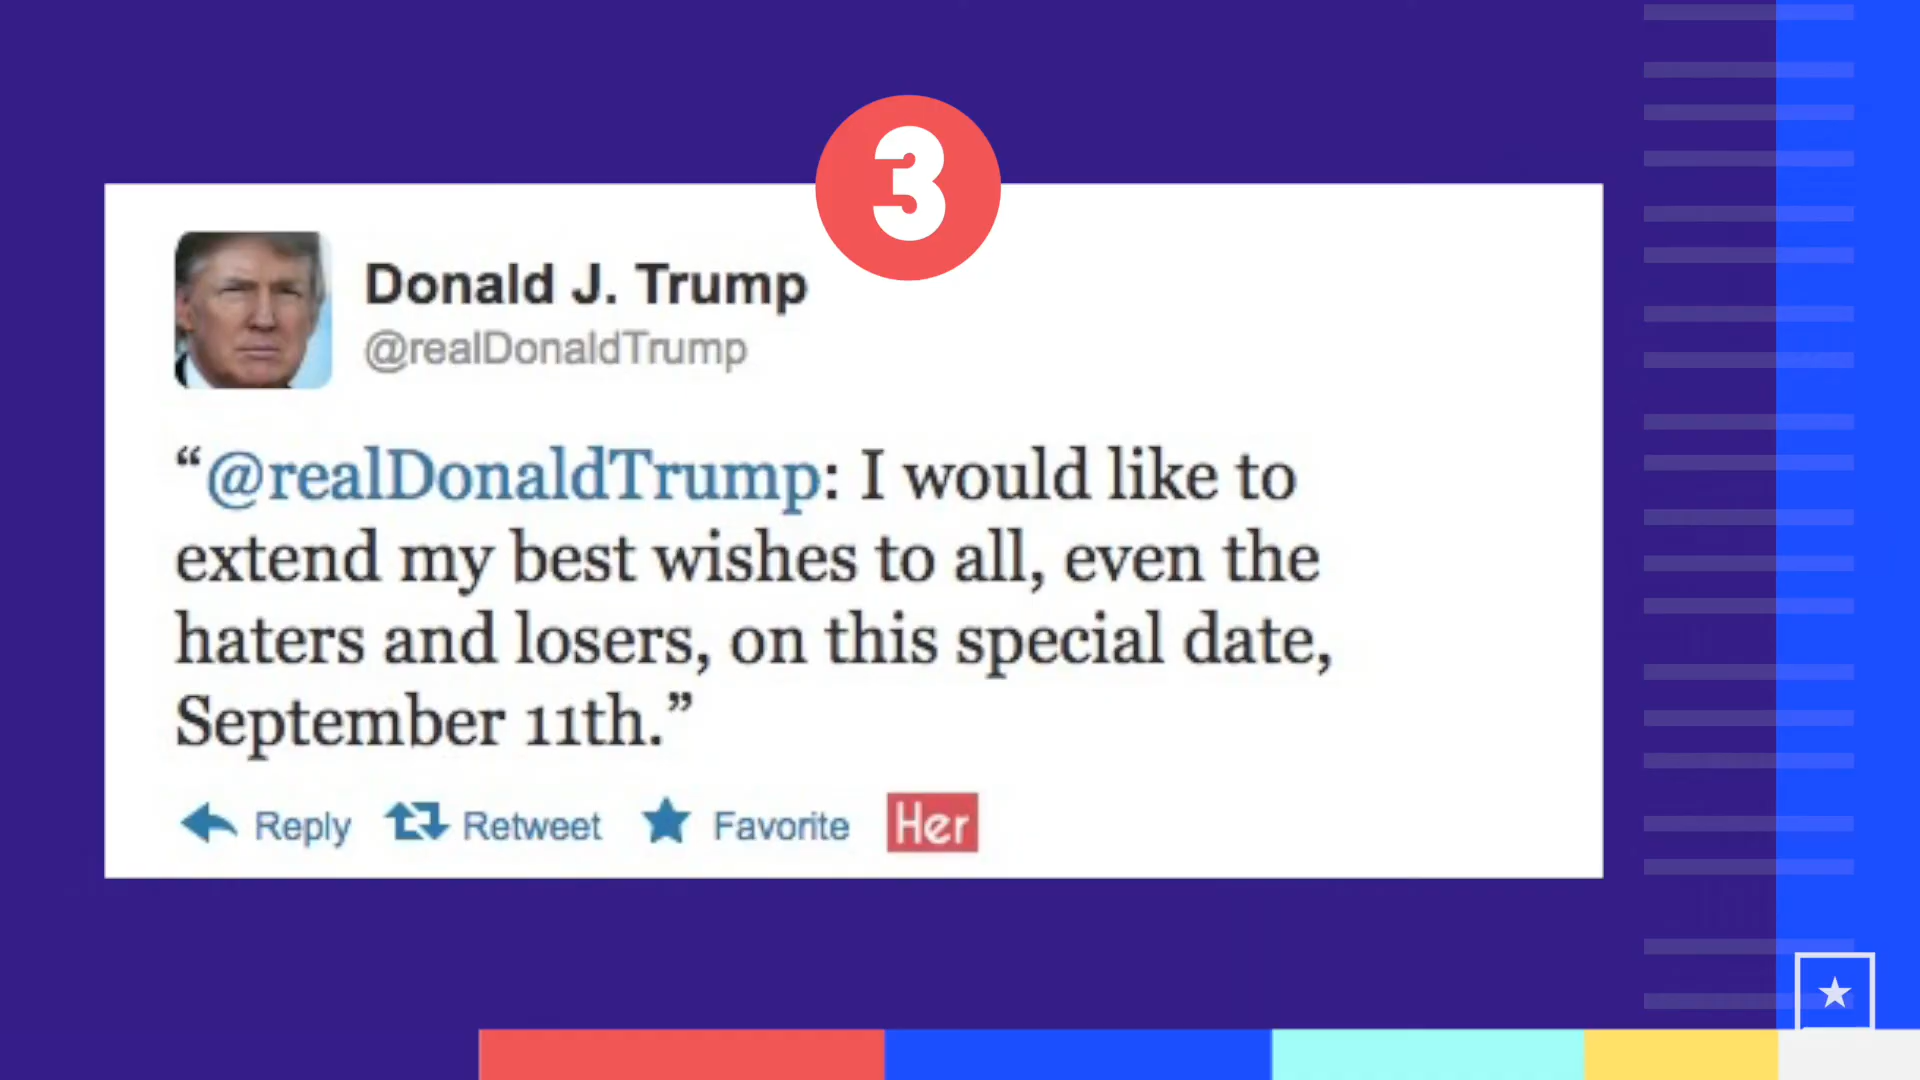 3
Donald J. Trump
@realDonaldTrump
“@realDonaldTrump: I would like to
extend my best wishes to all, even the
haters and losers, on this special date,
September 11th.”
Reply Retweet Favorite Her